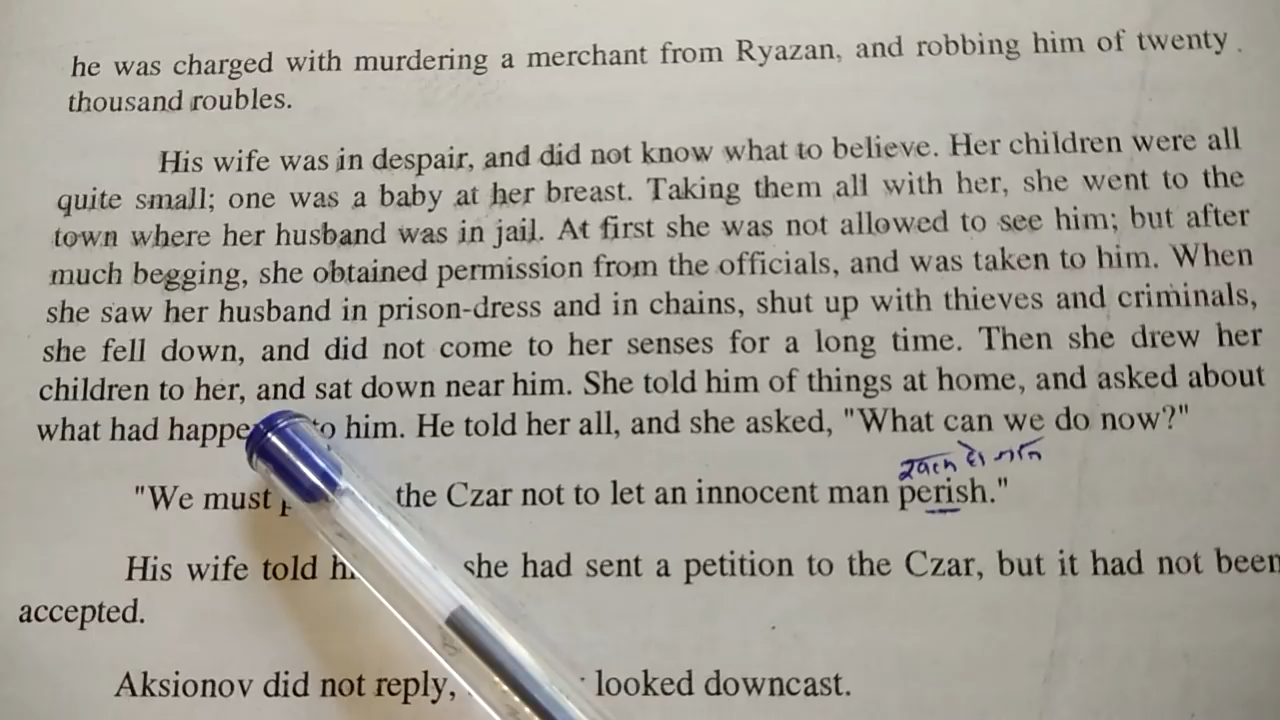 he was charged with murdering a merchant from Ryazan, and robbing him of twenty
thousand roubles.
His wife was in despair, and did not know what to believe. Her children were all
quite small; one was a baby at her breast. Taking them all with her, she went to the
town where her husband was in jail. At first she was not allowed to see him; but after
much begging, she obtained permission from the officials, and was taken to him. When
she saw her husband in prison-dress and in chains, shut up with thieves and criminals,
she fell down, and did not come to her senses for a long time. Then she drew her
children to her, and sat down near him. She told him of things at home, and asked about
what had to him. He told her all, and she asked, "What can we do now?"
"We must the Czar not to let an innocent man perish."
His wife told she had sent a petition to the Czar, but it had not been
accepted.
Aksionov did not reply, looked downcast.